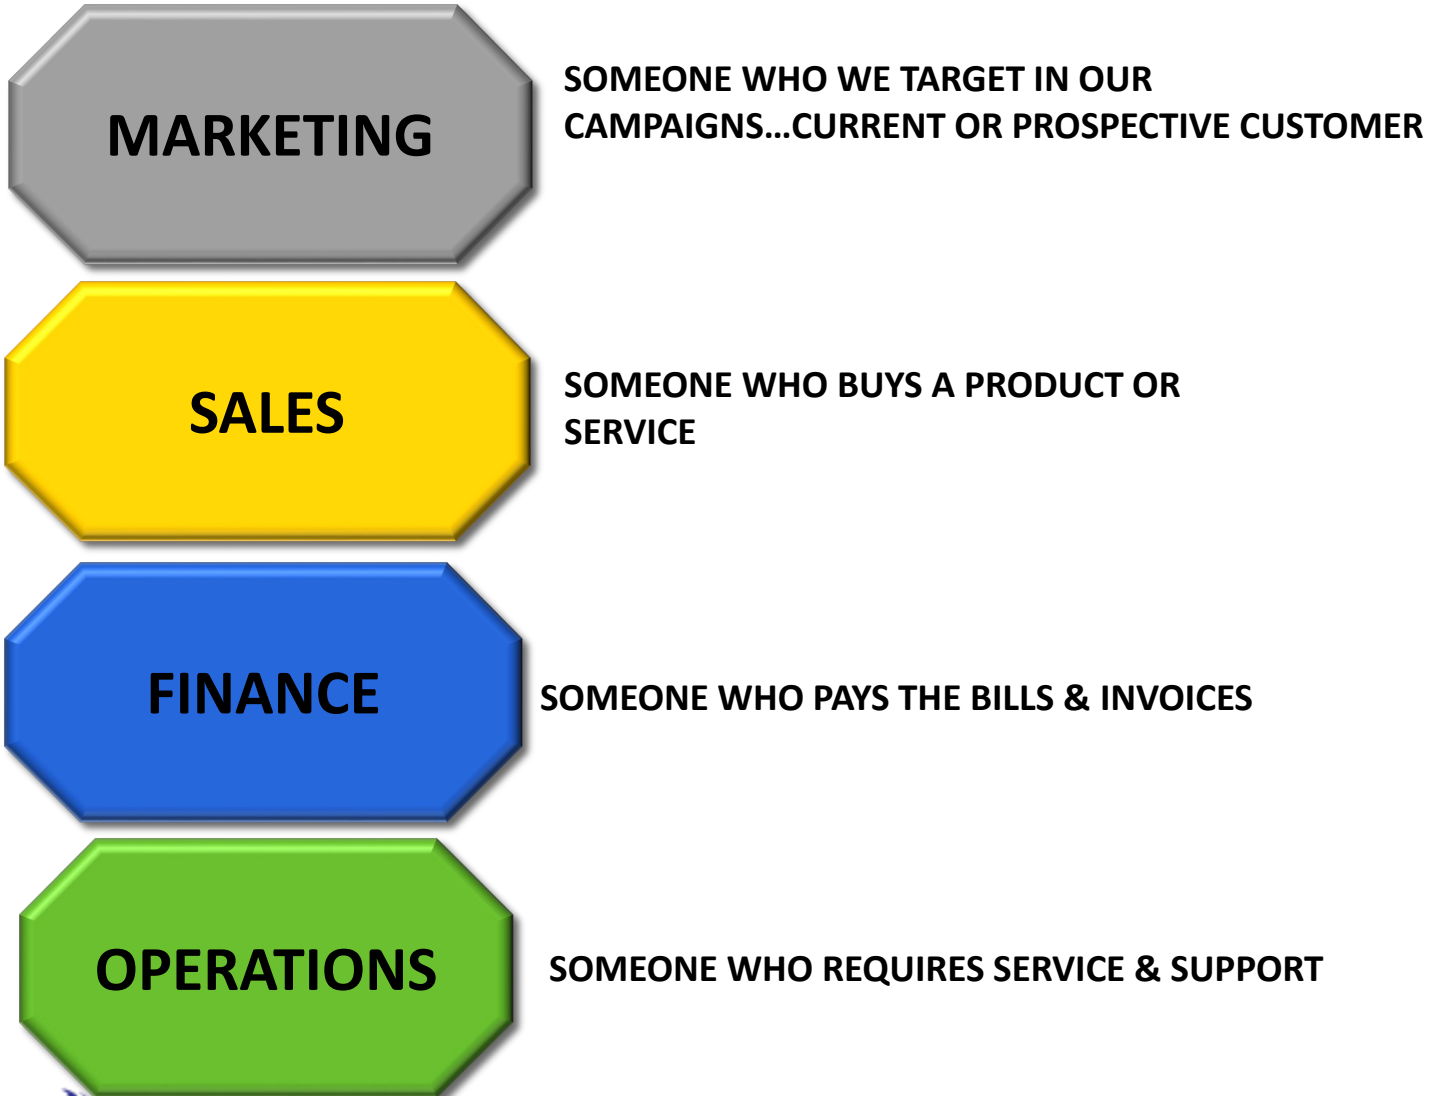 MARKETING
SOMEONE WHO WE TARGET IN OUR
CAMPAIGNS...CURRENT OR PROSPECTIVE CUSTOMER
SALES
SOMEONE WHO BUYS A PRODUCT OR
SERVICE
FINANCE
SOMEONE WHO PAYS THE BILLS & INVOICES
OPERATIONS
SOMEONE WHO REQUIRES SERVICE & SUPPORT